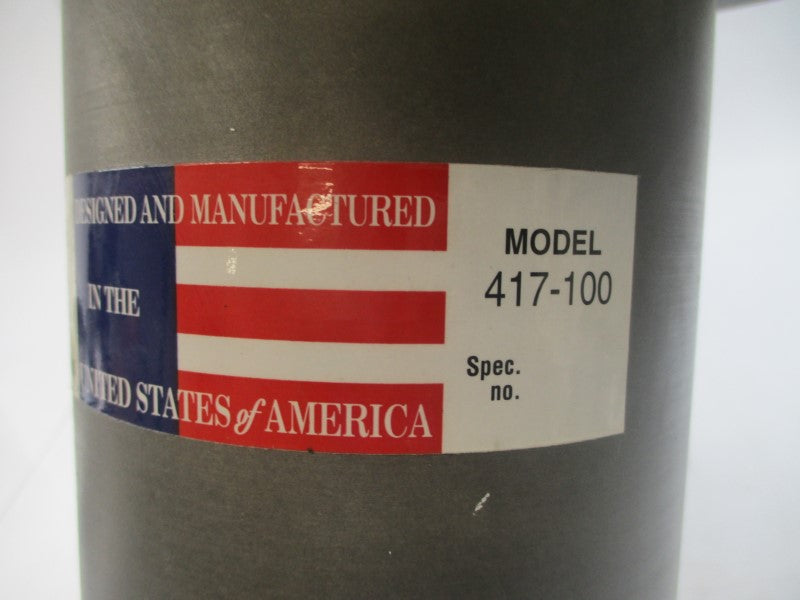 DESIGNED AND MANUFACTURED
IN THE
UNITED STATES of AMERICA
MODEL
417-100
Spec.
no.